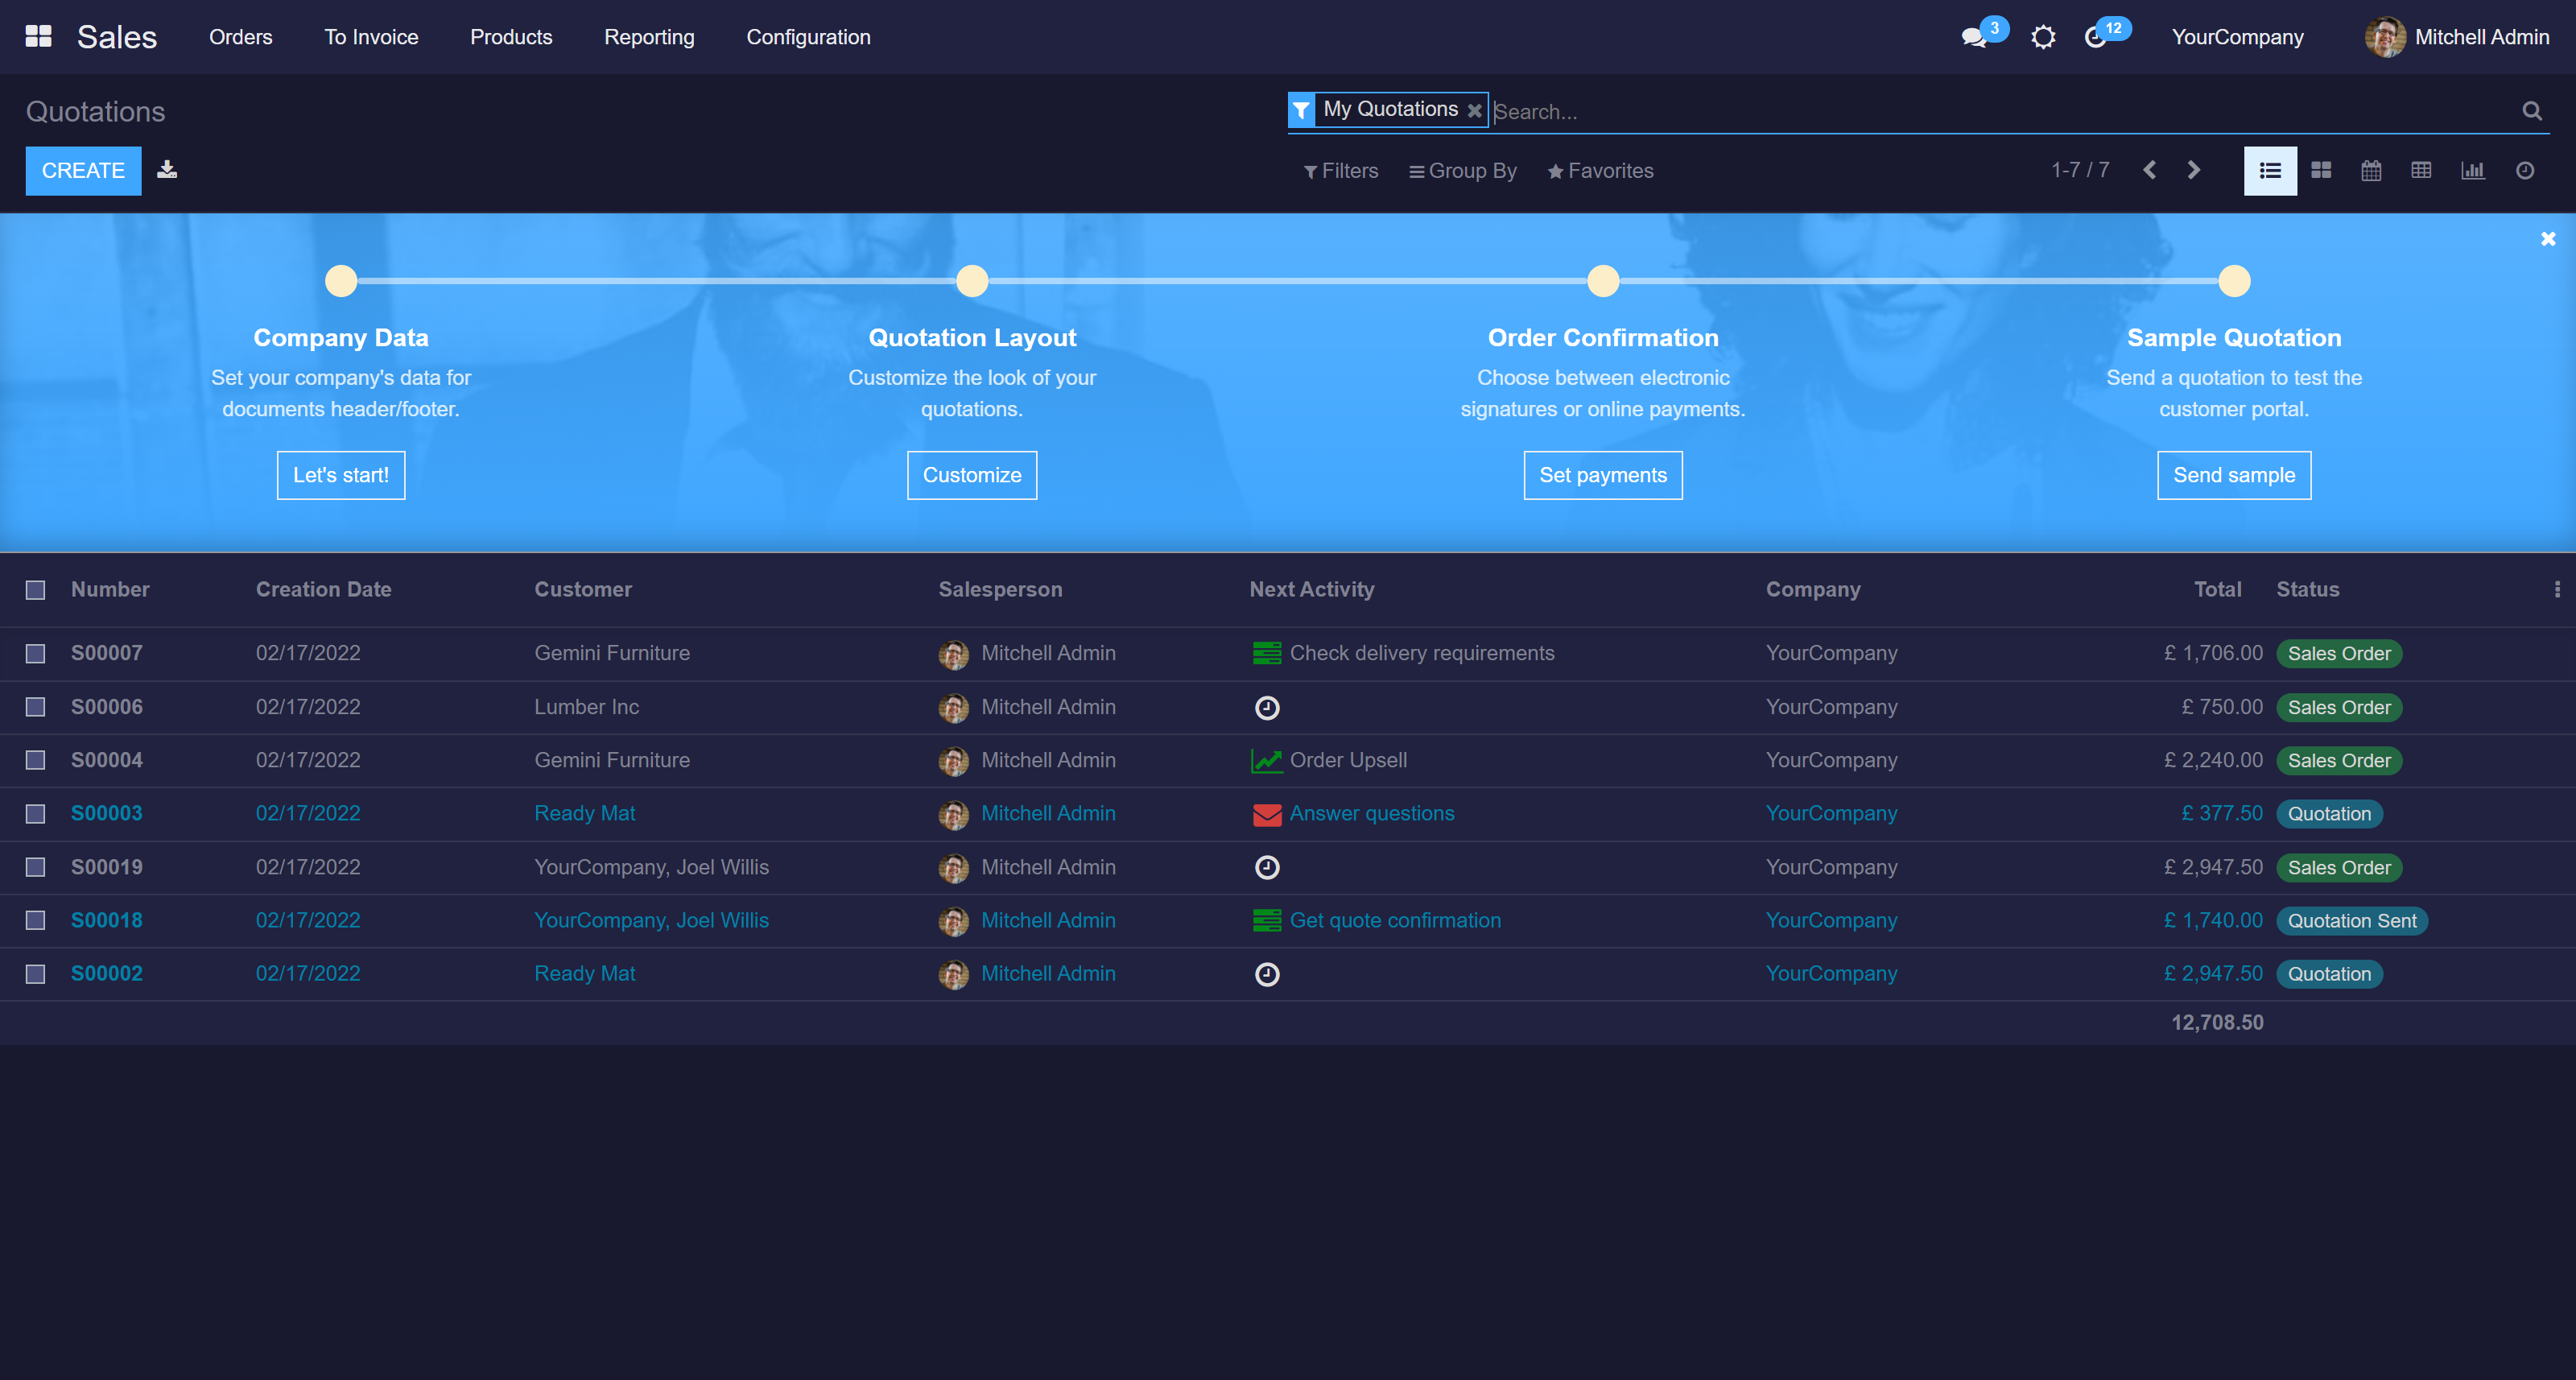 Sales Orders To Invoice Products Reporting Configuration 3 12 YourCompany Mitchell Admin
Quotations My Quotations Search...
CREATE Filters Group By Favorites 1-7 / 7
Company Data
Set your company's data for
documents header/footer.
Let's start!
Quotation Layout
Customize the look of your
quotations.
Customize
Order Confirmation
Choose between electronic
signatures or online payments.
Set payments
Sample Quotation
Send a quotation to test the
customer portal.
Send sample
Number Creation Date Customer Salesperson Next Activity Company Total Status
S00007 02/17/2022 Gemini Furniture Mitchell Admin Check delivery requirements YourCompany £ 1,706.00 Sales Order
S00006 02/17/2022 Lumber Inc Mitchell Admin YourCompany £ 750.00 Sales Order
S00004 02/17/2022 Gemini Furniture Mitchell Admin Order Upsell YourCompany £ 2,240.00 Sales Order
S00003 02/17/2022 Ready Mat Mitchell Admin Answer questions YourCompany £ 377.50 Quotation
S00019 02/17/2022 YourCompany, Joel Willis Mitchell Admin YourCompany £ 2,947.50 Sales Order
S00018 02/17/2022 YourCompany, Joel Willis Mitchell Admin Get quote confirmation YourCompany £ 1,740.00 Quotation Sent
S00002 02/17/2022 Ready Mat Mitchell Admin YourCompany £ 2,947.50 Quotation
12,708.50